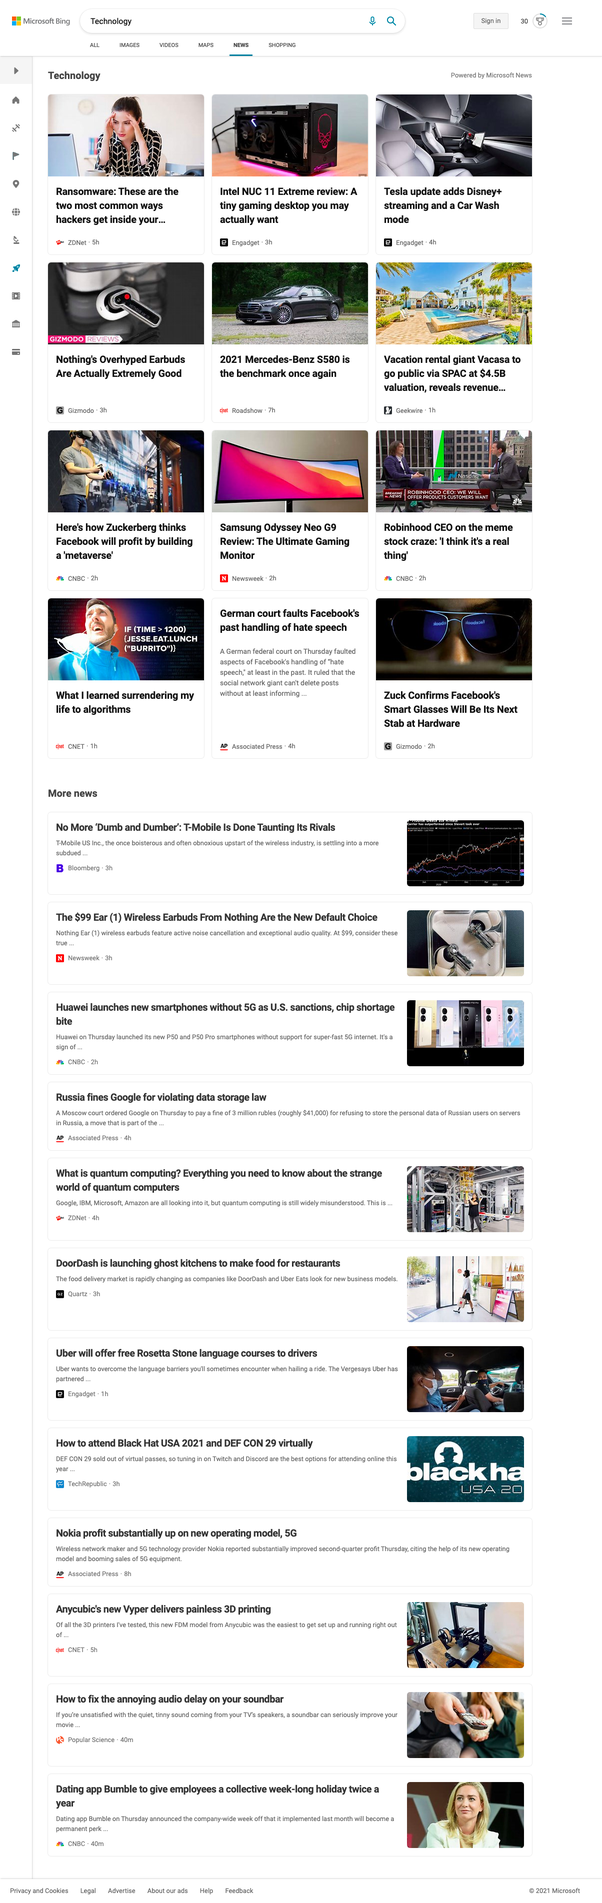 Microsoft Bing
Technology
Sign in
30
ALL
IMAGES
VIDEOS
MAPS
NEWS
SHOPPING
Technology
Powered by Microsoft News
Ransomware: These are the
two most common ways
hackers get inside your...
ZDNet · 5h
Intel NUC 11 Extreme review: A
tiny gaming desktop you may
actually want
Engadget · 3h
Tesla update adds Disney+
streaming and a Car Wash
mode
Engadget · 4h
GIZMODO REVIEWS
Nothing's Overhyped Earbuds
Are Actually Extremely Good
Gizmodo · 3h
2021 Mercedes-Benz S580 is
the benchmark once again
Roadshow · 7h
Vacation rental giant Vacasa to
go public via SPAC at $4.5B
valuation, reveals revenue...
Geekwire · 1h
Here's how Zuckerberg thinks
Facebook will profit by building
a 'metaverse'
CNBC · 2h
Samsung Odyssey Neo G9
Review: The Ultimate Gaming
Monitor
Newsweek · 2h
BREAKING NEWS
ROBINHOOD CEO: WE WILL
OFFER PRODUCTS CUSTOMERS WANT
Robinhood CEO on the meme
stock craze: 'I think it's a real
thing'
CNBC · 2h
IF (TIME > 1200)
{JESSE.EAT.LUNCH
("BURRITO")}
What I learned surrendering my
life to algorithms
CNET · 1h
German court faults Facebook's
past handling of hate speech
A German federal court on Thursday faulted
aspects of Facebook's handling of "hate
speech," at least in the past. It ruled that the
social network giant can't delete posts
without at least informing ...
AP Associated Press · 4h
Zuck Confirms Facebook's
Smart Glasses Will Be Its Next
Stab at Hardware
Gizmodo · 2h
More news
No More 'Dumb and Dumber': T-Mobile Is Done Taunting Its Rivals
T-Mobile US Inc., the once boisterous and often obnoxious upstart of the wireless industry, is settling into a more
subdued ...
Bloomberg · 3h
The $99 Ear (1) Wireless Earbuds From Nothing Are the New Default Choice
Nothing Ear (1) wireless earbuds feature active noise cancellation and exceptional audio quality. At $99, consider these
true ...
Newsweek · 3h
Huawei launches new smartphones without 5G as U.S. sanctions, chip shortage
bite
Huawei on Thursday launched its new P50 and P50 Pro smartphones without support for super-fast 5G internet. It's a
sign of ...
CNBC · 2h
Russia fines Google for violating data storage law
A Moscow court ordered Google on Thursday to pay a fine of 3 million rubles (roughly $41,000) for refusing to store the personal data of Russian users on servers
in Russia, a move that is part of the ...
AP Associated Press · 4h
What is quantum computing? Everything you need to know about the strange
world of quantum computers
Google, IBM, Microsoft, Amazon are all looking into it, but quantum computing is still widely misunderstood. This is ...
ZDNet · 4h
DoorDash is launching ghost kitchens to make food for restaurants
The food delivery market is rapidly changing as companies like DoorDash and Uber Eats look for new business models.
Quartz · 3h
Uber will offer free Rosetta Stone language courses to drivers
Uber wants to overcome the language barriers you'll sometimes encounter when hailing a ride. The Vergesays Uber has
partnered ...
Engadget · 1h
How to attend Black Hat USA 2021 and DEF CON 29 virtually
DEF CON 29 sold out of virtual passes, so tuning in on Twitch and Discord are the best options for attending online this
year ...
TechRepublic · 3h
black ha
USA 20
Nokia profit substantially up on new operating model, 5G
Wireless network maker and 5G technology provider Nokia reported substantially improved second-quarter profit Thursday, citing the help of its new operating
model and booming sales of 5G equipment.
AP Associated Press · 8h
Anycubic's new Vyper delivers painless 3D printing
Of all the 3D printers I've tested, this new FDM model from Anycubic was the easiest to get set up and running right out
of ...
CNET · 5h
How to fix the annoying audio delay on your soundbar
If you're unsatisfied with the quiet, tinny sound coming from your TV's speakers, a soundbar can seriously improve your
movie ...
Popular Science · 40m
Dating app Bumble to give employees a collective week-long holiday twice a
year
Dating app Bumble on Thursday announced the company-wide week off that it implemented last month will become a
permanent perk ...
CNBC · 40m
Privacy and Cookies
Legal
Advertise
About our ads
Help
Feedback
© 2021 Microsoft